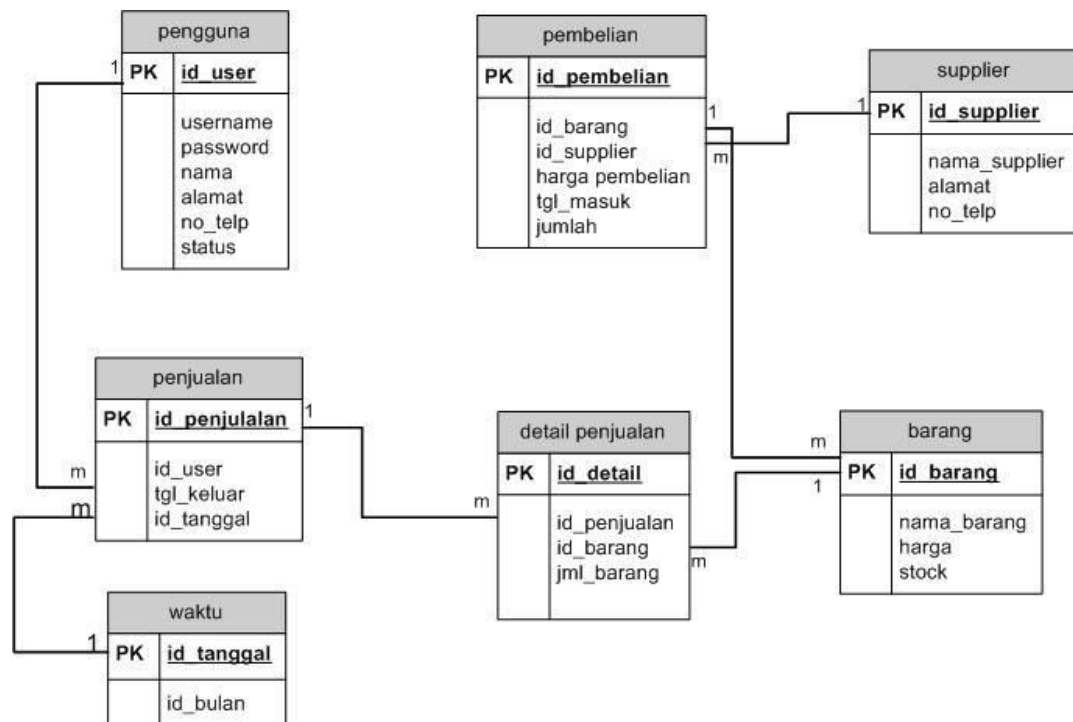 pengguna
1
PK id_user
username
password
nama
alamat
no_telp
status
pembelian
PK id_pembelian
1
id_barang
id_supplier
m
harga pembelian
tgl_masuk
jumlah
supplier
1
PK id_supplier
nama_supplier
alamat
no_telp
penjualan
PK id_penjulalan
1
m
id_user
tgl_keluar
m
id_tanggal
detail penjualan
PK id_detail
m
id_penjualan
id_barang
jml_barang
m
barang
m
PK id_barang
1
nama_barang
harga
stock
waktu
1
PK id_tanggal
id_bulan